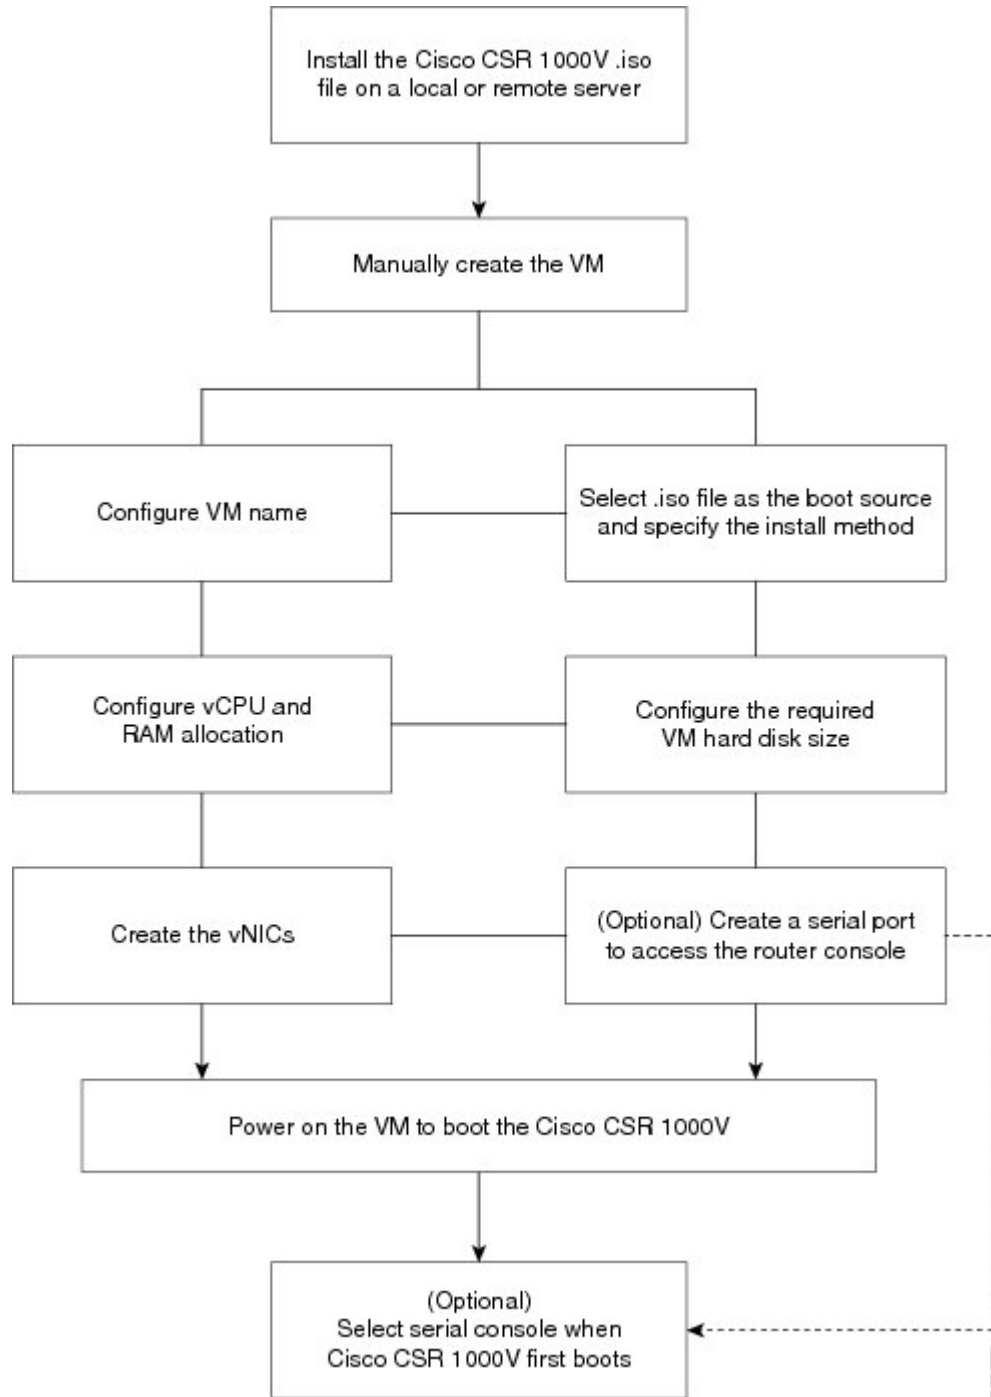 Install the Cisco CSR 1000V .iso
file on a local or remote server
Manually create the VM
Configure VM name
Select .iso file as the boot source
and specify the install method
Configure vCPU and
RAM allocation
Configure the required
VM hard disk size
Create the vNICs
(Optional) Create a serial port
to access the router console
Power on the VM to boot the Cisco CSR 1000V
(Optional)
Select serial console when
Cisco CSR 1000V first boots